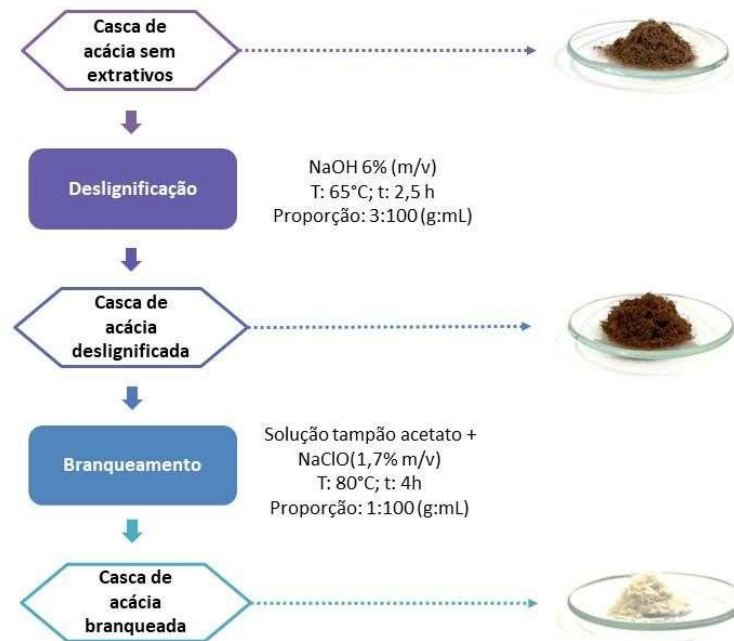 Casca de
acácia sem
extrativos
Deslignificação
NaOH 6% (m/v)
T: 65°C; t: 2,5 h
Proporção: 3:100 (g:mL)
Casca de
acácia
deslignificada
Branqueamento
Solução tampão acetato +
NaClO(1,7% m/v)
T: 80°C; t: 4h
Proporção: 1:100 (g:mL)
Casca de
acácia
branqueada